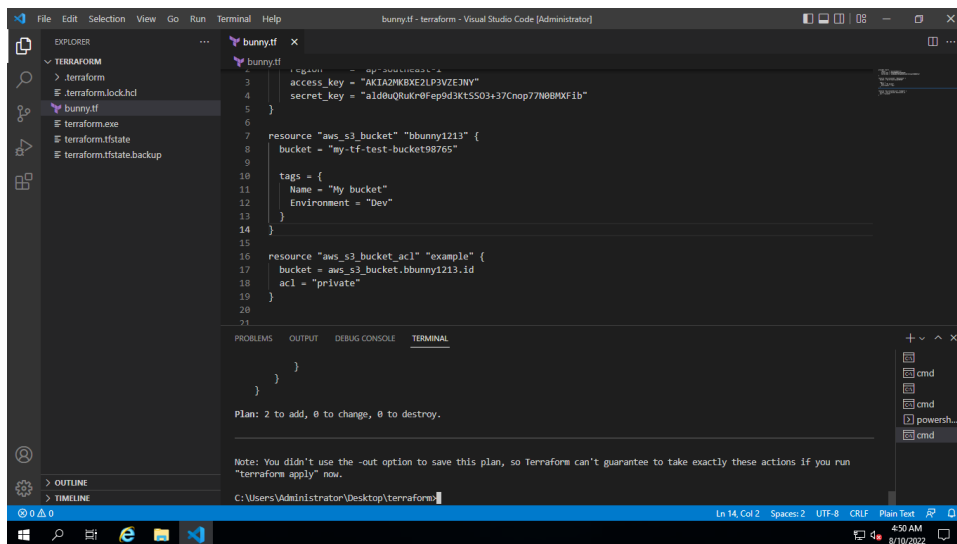 File Edit Selection View Go Run Terminal Help
bunny.tf - terraform - Visual Studio Code [Administrator]
EXPLORER
TERRAFORM
.terraform
.terraform.lock.hcl
bunny.tf
terraform.exe
terraform.tfstate
terraform.tfstate.backup
OUTLINE
TIMELINE
bunny.tf
bunny.tf
2 region = "ap-southeast-1"
3 access_key = "AKIA2MKBXE2LP3VZEJNY"
4 secret_key = "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"
5 }
6
7 resource "aws_s3_bucket" "bbunny1213" {
8 bucket = "my-tf-test-bucket98765"
9
10 tags = {
11 Name = "My bucket"
12 Environment = "Dev"
13 }
14 }
15
16 resource "aws_s3_bucket_acl" "example" {
17 bucket = aws_s3_bucket.bbunny1213.id
18 acl = "private"
19 }
20
21
PROBLEMS OUTPUT DEBUG CONSOLE TERMINAL
}
}
}
Plan: 2 to add, 0 to change, 0 to destroy.
Note: You didn't use the -out option to save this plan, so Terraform can't guarantee to take exactly these actions if you run
"terraform apply" now.
C:\Users\Administrator\Desktop\terraform>
cmd
cmd
powersh...
cmd
0 0
Ln 14, Col 2 Spaces: 2 UTF-8 CRLF Plain Text
4:50 AM
8/10/2022